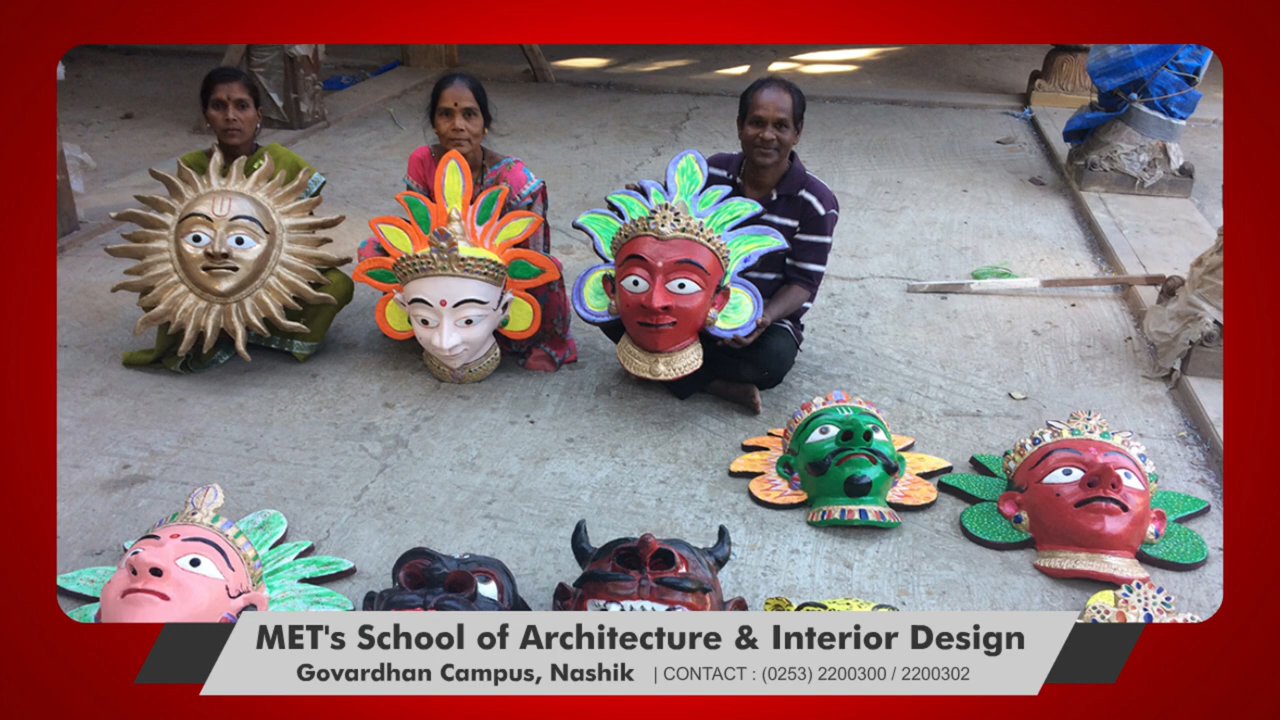 MET's School of Architecture & Interior Design
Govardhan Campus, Nashik | CONTACT : (0253) 2200300 / 2200302